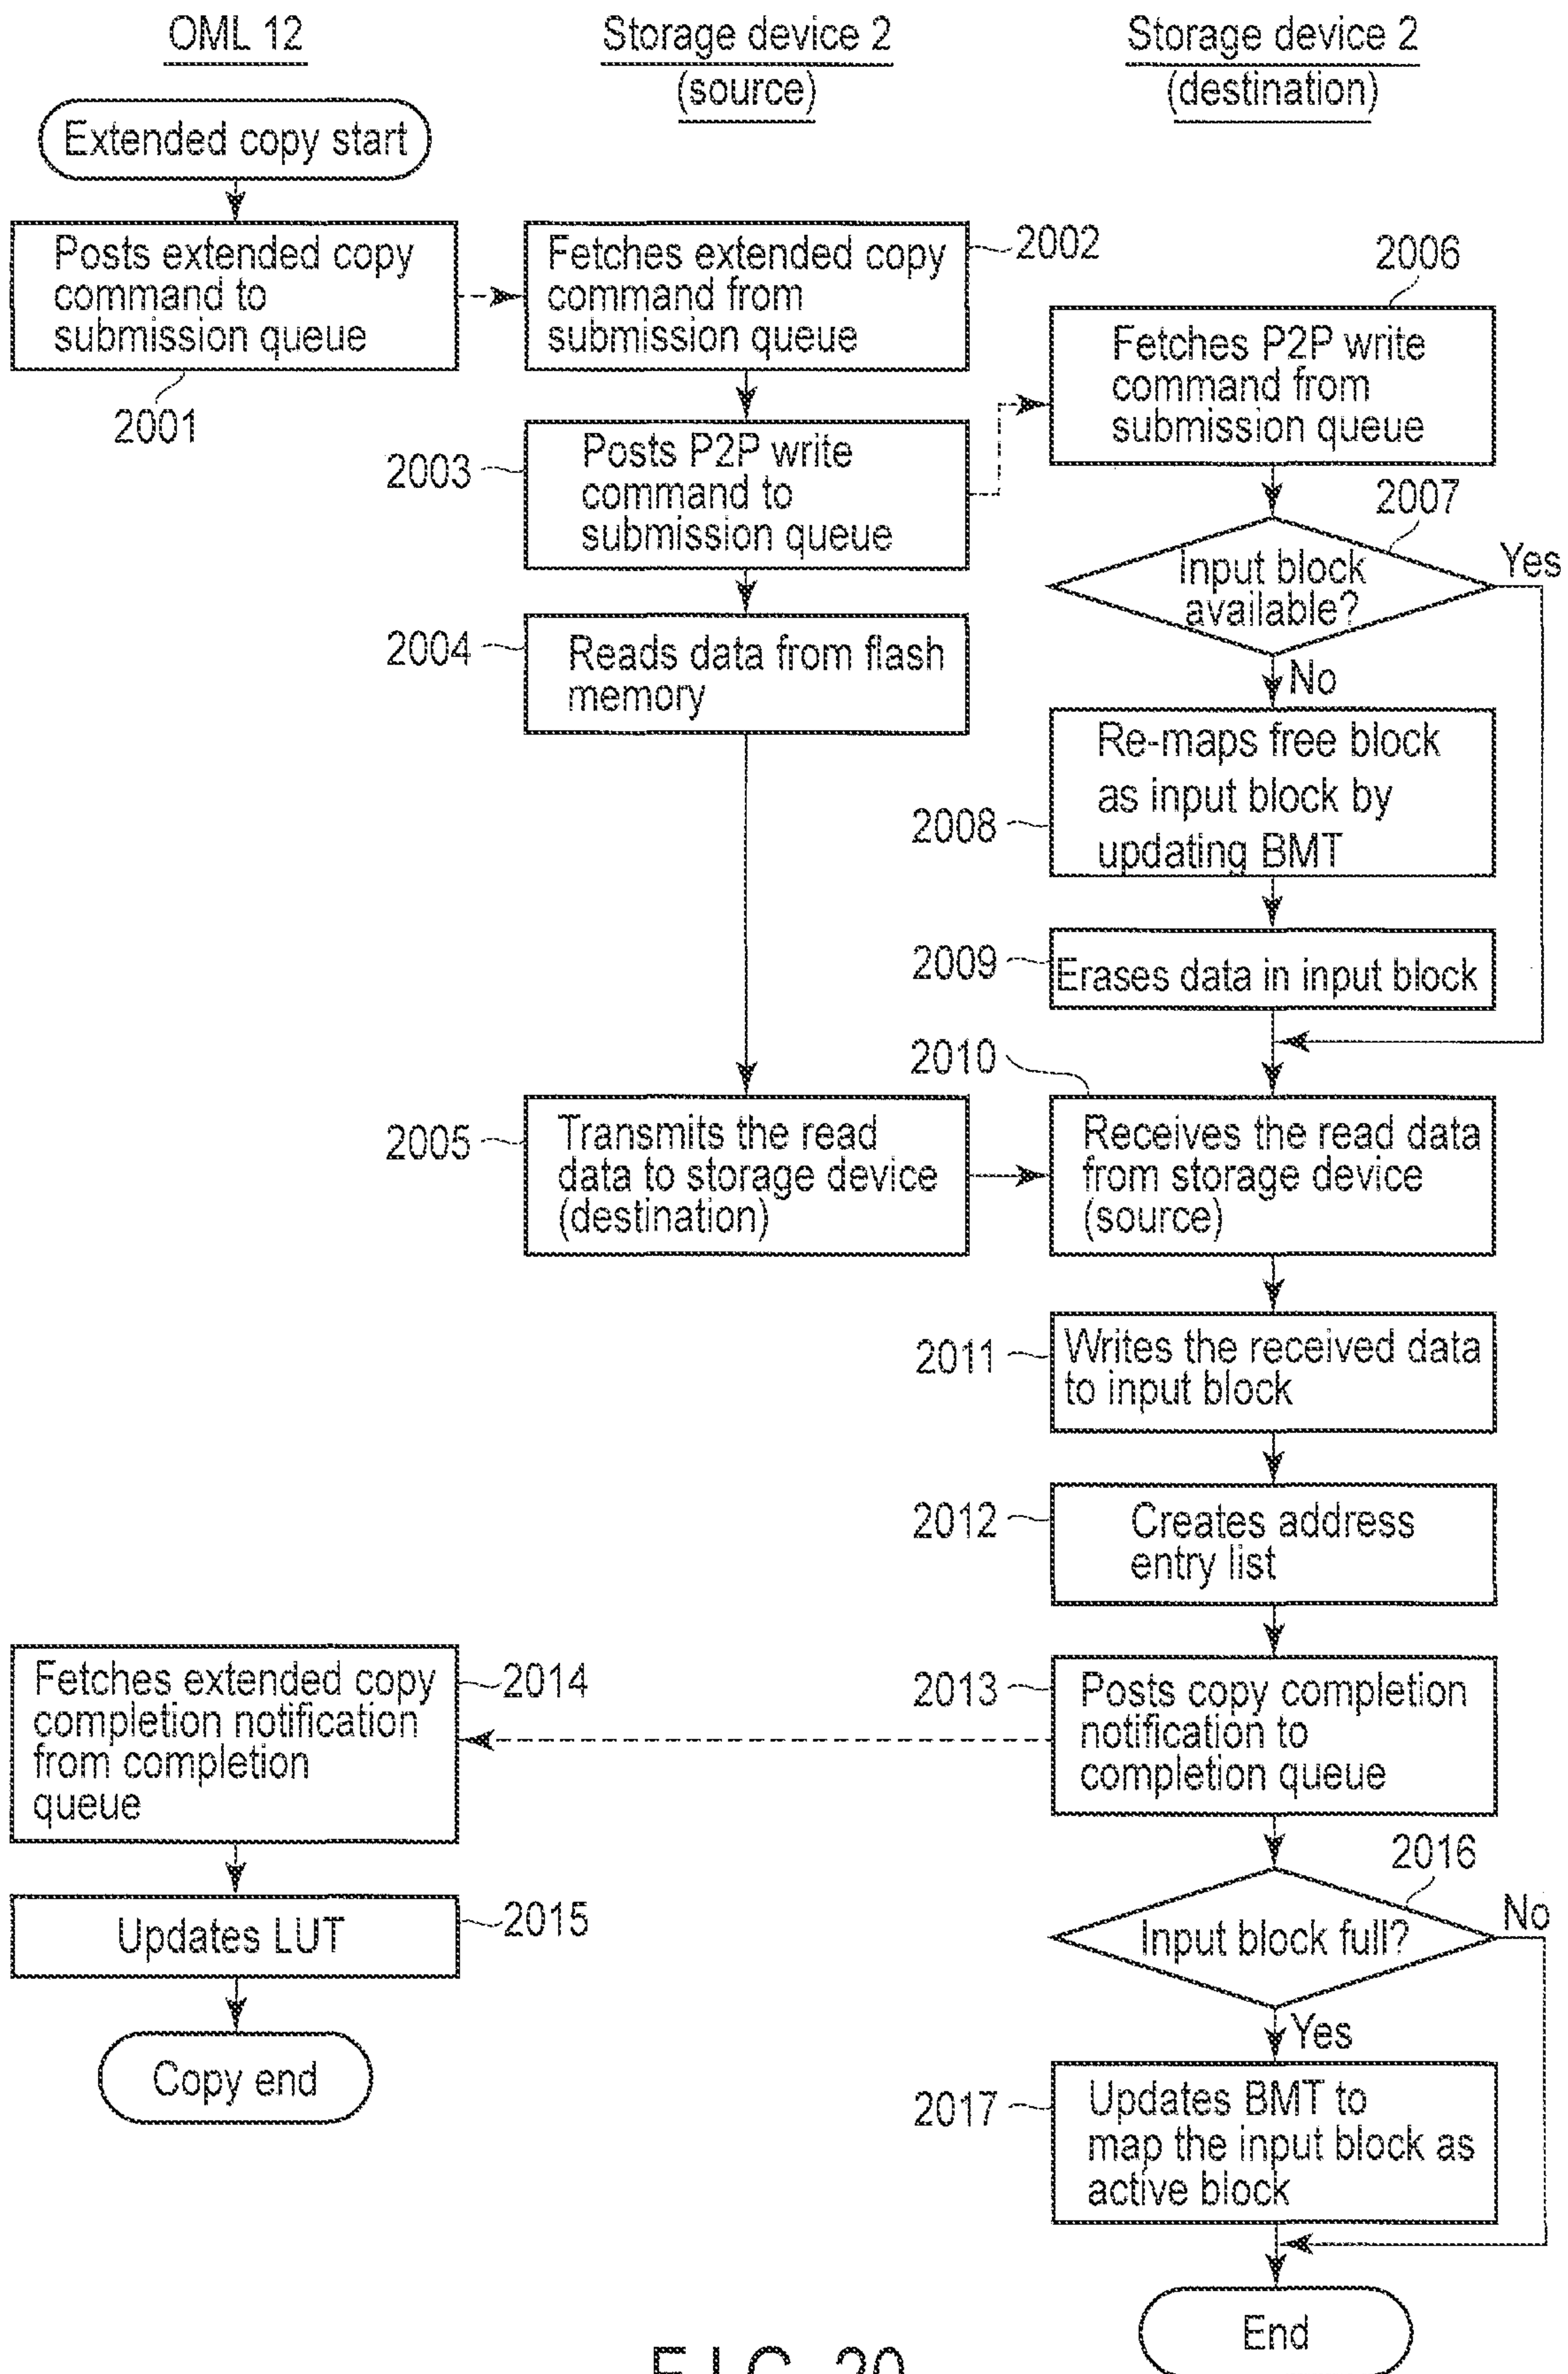 OML 12
Storage device 2
(source)
Storage device 2
(destination)
Extended copy start
Posts extended copy
command to
submission queue
2001
Fetches extended copy
command from
submission queue
2002
2003
Posts P2P write
command to
submission queue
2006
Fetches P2P write
command from
submission queue
2007
Input block
available?
Yes
No
2004
Reads data from flash
memory
2008
Re-maps free block
as input block by
updating BMT
2009
Erases data in input block
2005
Transmits the read
data to storage device
(destination)
2010
Receives the read data
from storage device
(source)
2011
Writes the received data
to input block
2012
Creates address
entry list
2013
Posts copy completion
notification to
completion queue
Fetches extended copy
completion notification
from completion
queue
2014
Updates LUT
2015
Copy end
2016
Input block full?
No
Yes
2017
Updates BMT to
map the input block as
active block
End
FIG. 20